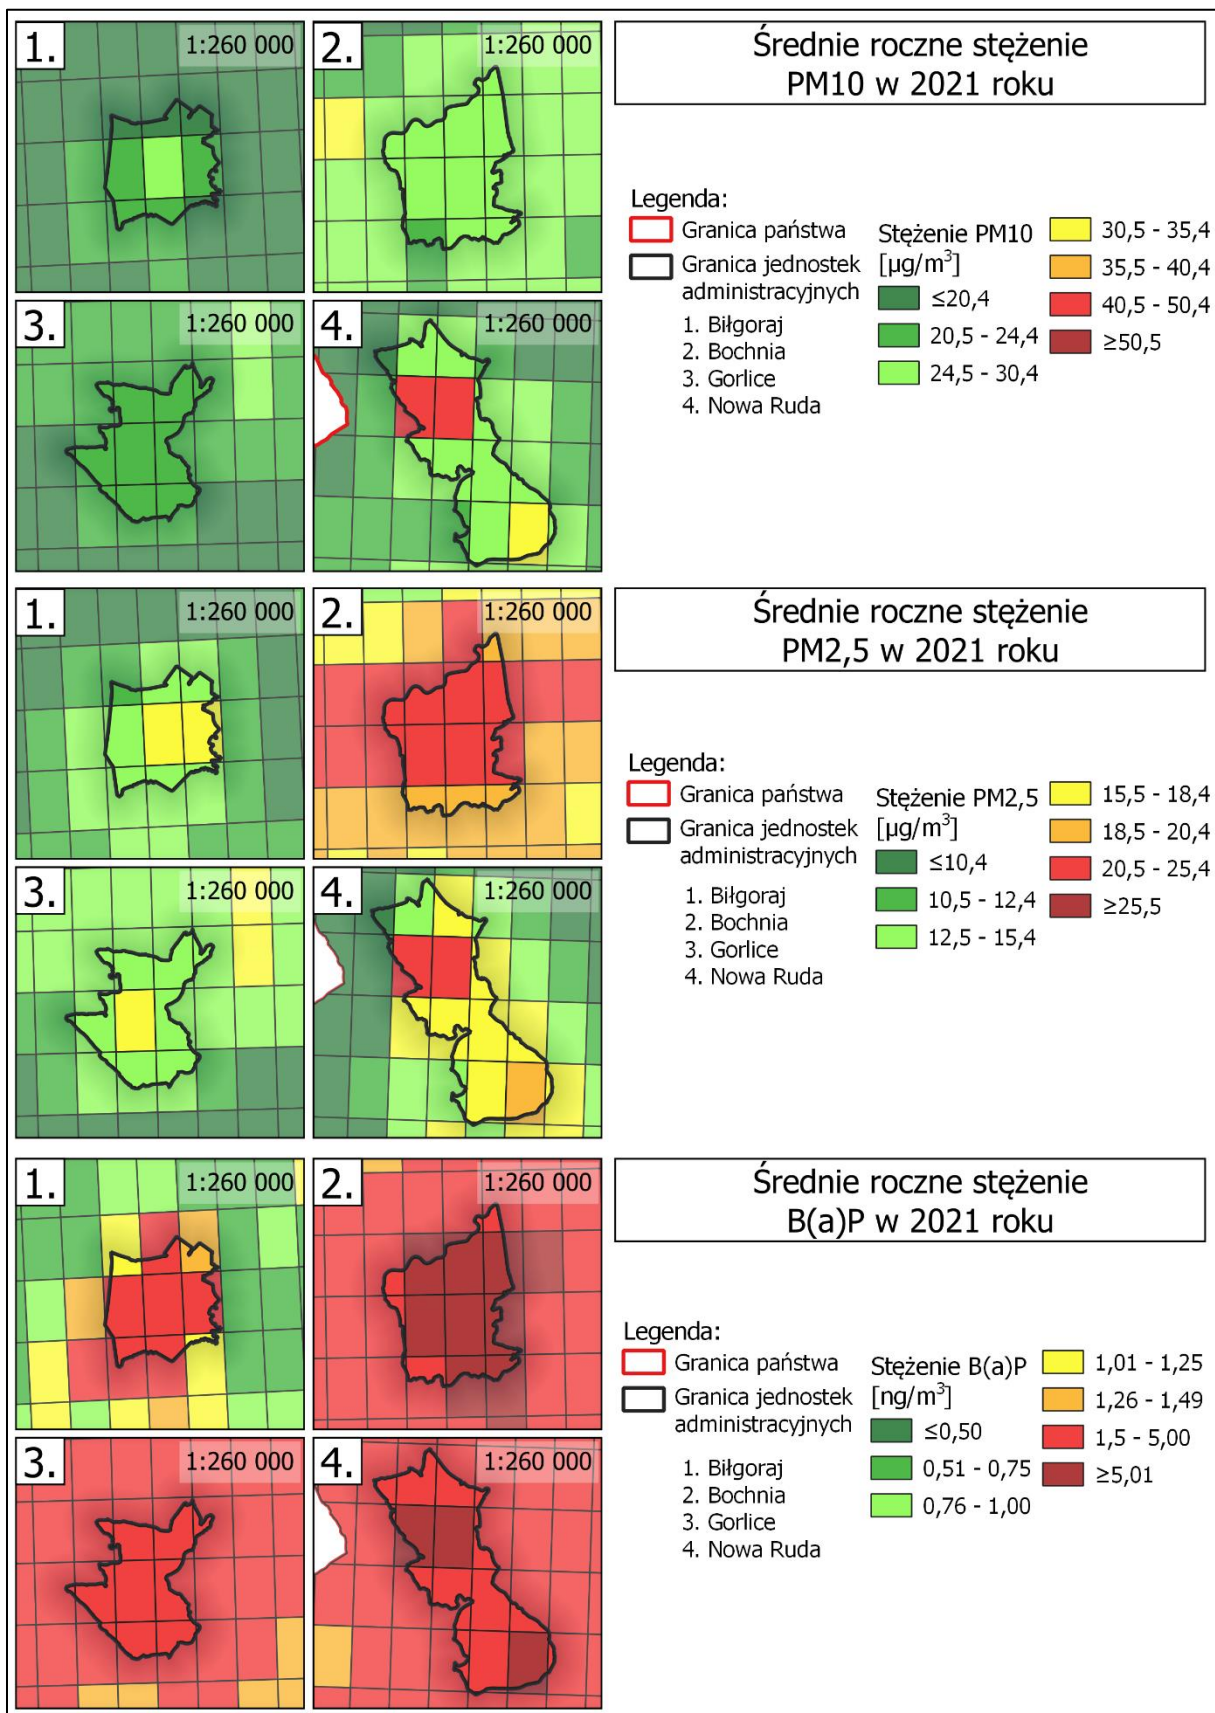 1.
1:260 000
2.
1:260 000
3.
1:260 000
4.
1:260 000
Średnie roczne stężenie
PM10 w 2021 roku
Legenda:
Granica państwa
Granica jednostek
administracyjnych
1. Biłgoraj
2. Bochnia
3. Gorlice
4. Nowa Ruda
Stężenie PM10
[µg/m³]
≤20,4
20,5 - 24,4
24,5 - 30,4
30,5 - 35,4
35,5 - 40,4
40,5 - 50,4
≥50,5
1.
1:260 000
2.
1:260 000
3.
1:260 000
4.
1:260 000
Średnie roczne stężenie
PM2,5 w 2021 roku
Legenda:
Granica państwa
Granica jednostek
administracyjnych
1. Biłgoraj
2. Bochnia
3. Gorlice
4. Nowa Ruda
Stężenie PM2,5
[µg/m³]
≤10,4
10,5 - 12,4
12,5 - 15,4
15,5 - 18,4
18,5 - 20,4
20,5 - 25,4
≥25,5
1.
1:260 000
2.
1:260 000
3.
1:260 000
4.
1:260 000
Średnie roczne stężenie
B(a)P w 2021 roku
Legenda:
Granica państwa
Granica jednostek
administracyjnych
1. Biłgoraj
2. Bochnia
3. Gorlice
4. Nowa Ruda
Stężenie B(a)P
[ng/m³]
≤0,50
0,51 - 0,75
0,76 - 1,00
1,01 - 1,25
1,26 - 1,49
1,5 - 5,00
≥5,01